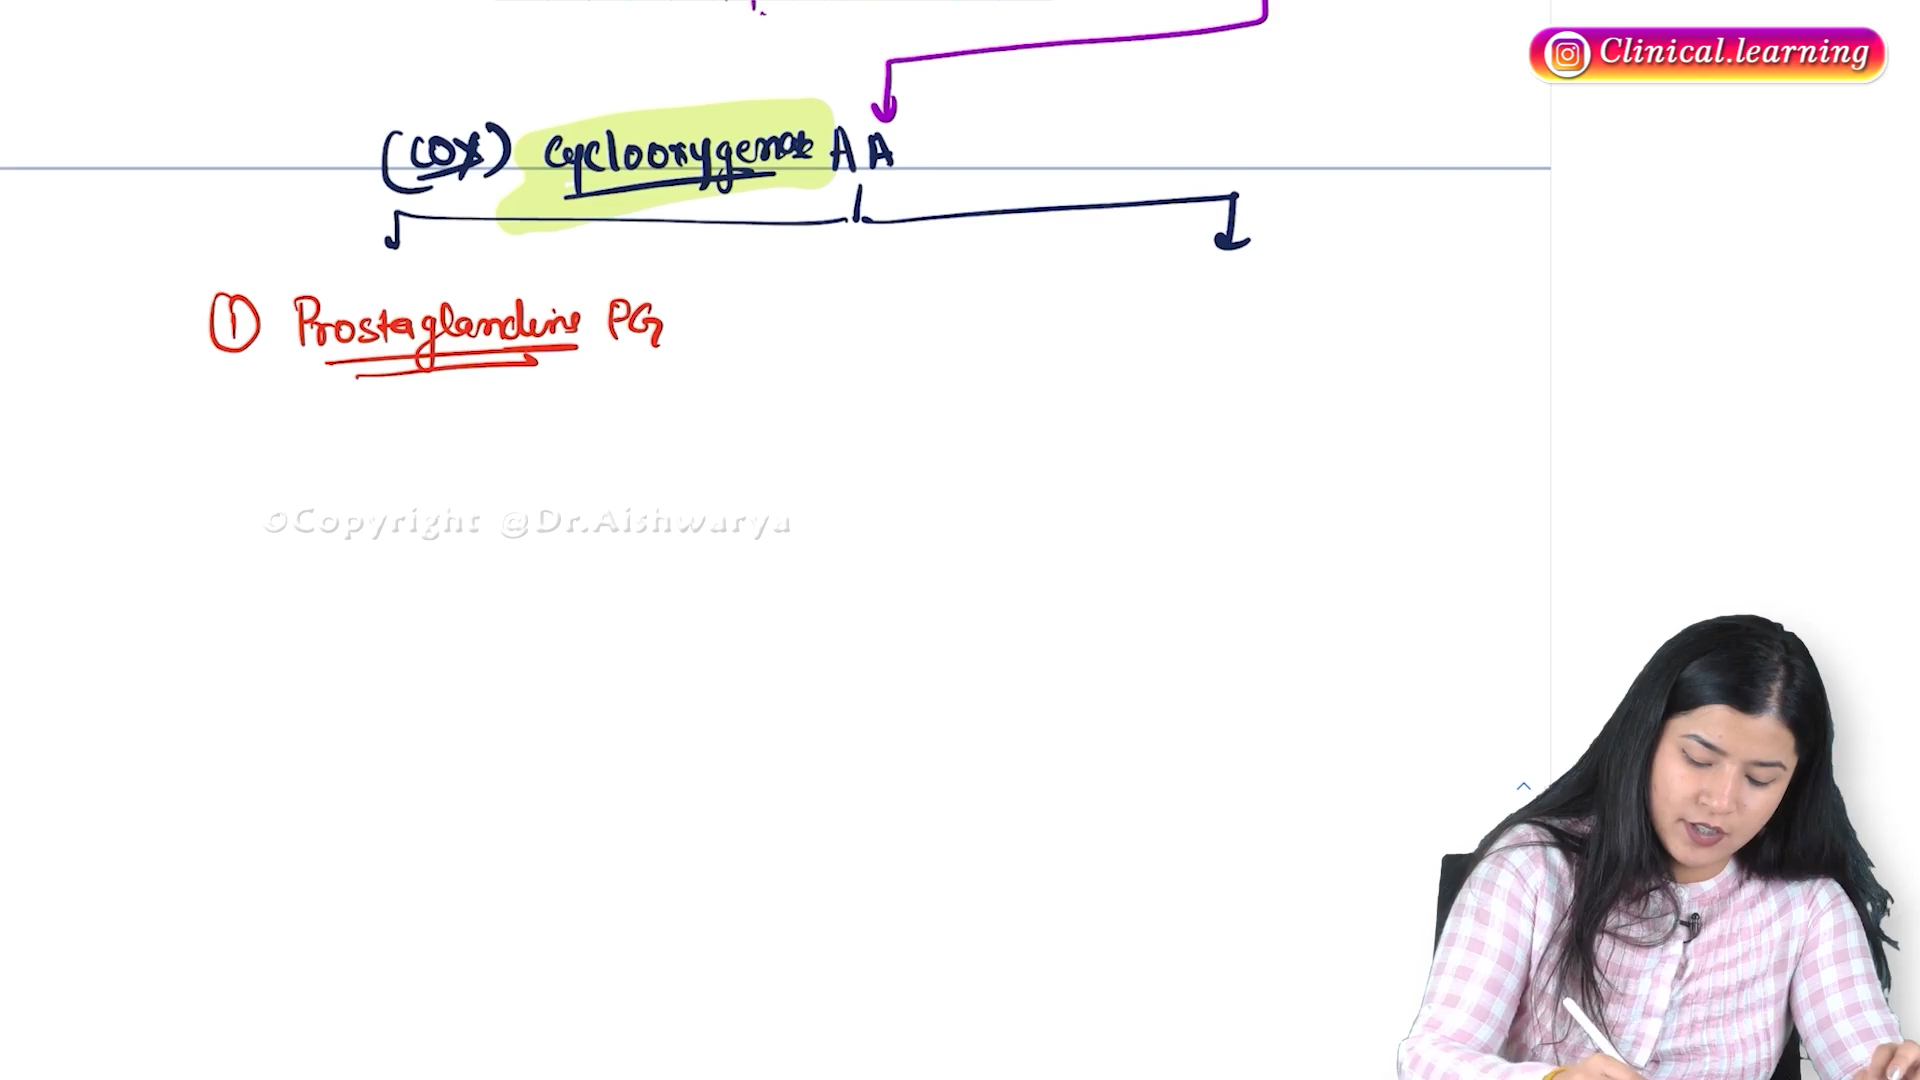 Clinical.learning
(COX) Cyclooxygenase AA
① Prostaglandins PG
©Copyright @Dr.Aishwarya